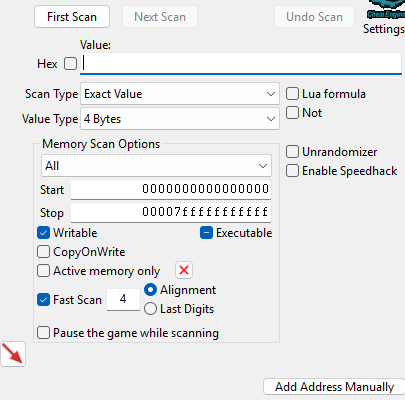 First Scan Next Scan Undo Scan
Cheat Engine
Settings
Value:
Hex
Scan Type Exact Value Lua formula
Value Type 4 Bytes Not
Memory Scan Options
All Unrandomizer
Enable Speedhack
Start 0000000000000000
Stop 00007fffffffffff
Writable Executable
CopyOnWrite
Active memory only
Fast Scan 4 Alignment
Last Digits
Pause the game while scanning
Add Address Manually